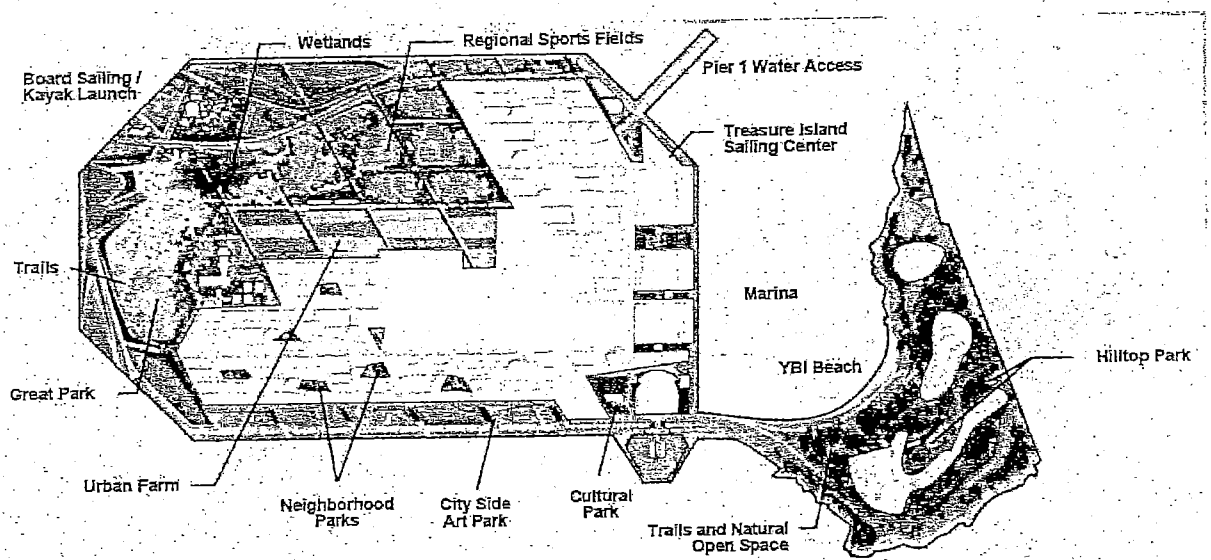 Wetlands
Regional Sports Fields
Board Sailing /
Kayak Launch
Pier 1 Water Access
Treasure Island
Sailing Center
Trails
Marina
YBI Beach
Hilltop Park
Great Park
Urban Farm
Neighborhood
Parks
City Side
Art Park
Cultural
Park
Trails and Natural
Open Space